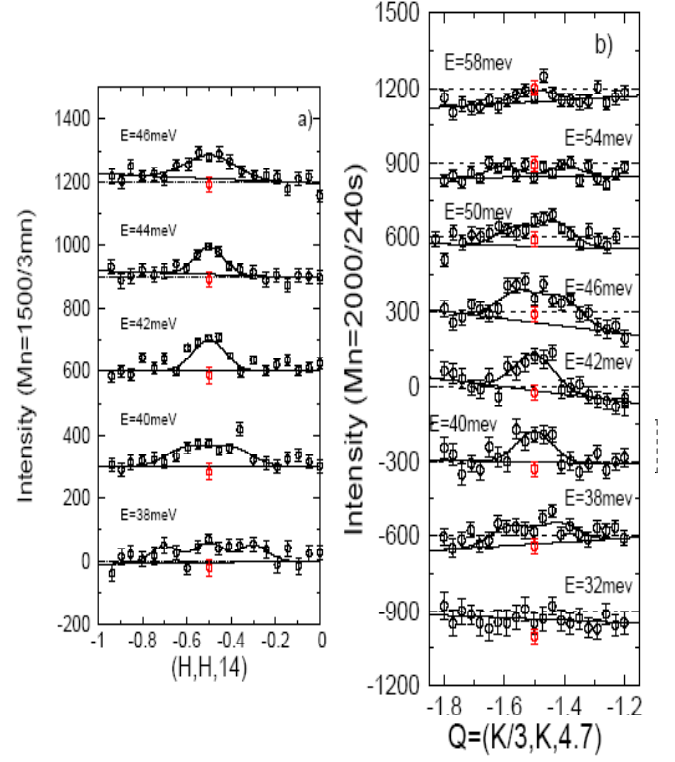 a)
1400
E=46meV
1200
E=44meV
1000
800
E=42meV
600
E=40meV
400
200
E=38meV
0
-200
-1 -0.8 -0.6 -0.4 -0.2 0
(H,H,14)
Intensity (Mn=1500/3mn)
b)
1500
E=58mev
1200
E=54mev
900
E=50mev
600
E=46mev
300
E=42mev
0
E=40mev
-300
E=38mev
-600
E=32mev
-900
-1200
-1.8 -1.6 -1.4 -1.2
Q=(K/3,K,4.7)
Intensity (Mn=2000/240s)